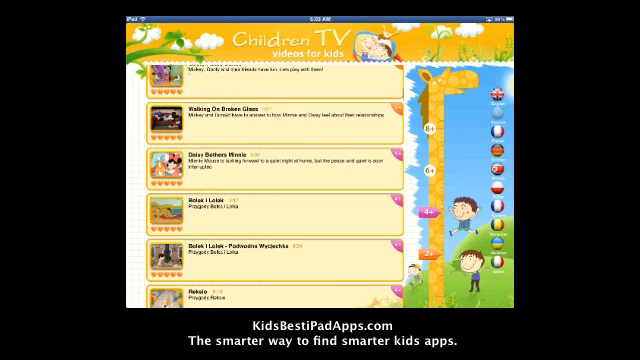 iPad
6:03 AM
Children TV
videos for kids
Mickey, Goofy and their friends have fun. Lets play with them!
Walking On Broken Glass
Mickey and Donald have to answer to how Minnie and Daisy feel about their relationships
Daisy Bothers Minnie
Minnie Mouse is looking forward to a quiet night at home, but the peace and quiet is soon
interrupted
Bolek i Lolek
Przygody Bolka i Lolka
Bolek i Lolek - Podwodna Wycieczka
Przygody Bolka i Lolka
Reksio
Przygody Reksia
8+
6+
4+
2+
English
KidsBestiPadApps.com
The smarter way to find smarter kids apps.